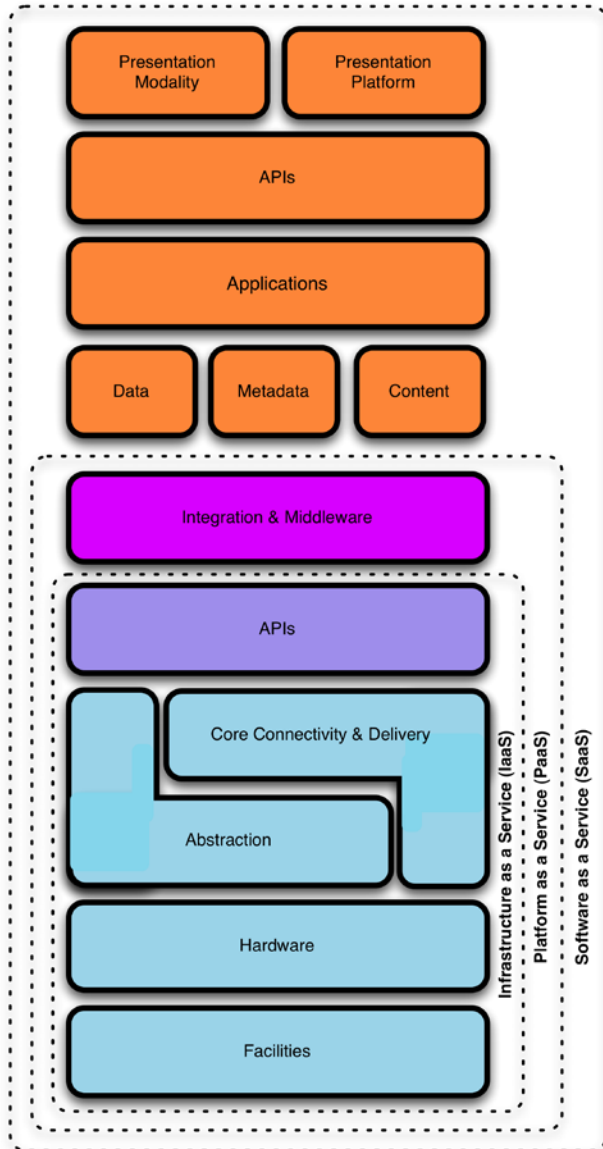 Presentation
Modality
Presentation
Platform
APIs
Applications
Data
Metadata
Content
Integration & Middleware
APIs
Core Connectivity & Delivery
Abstraction
Hardware
Facilities
Infrastructure as a Service (IaaS)
Platform as a Service (PaaS)
Software as a Service (SaaS)